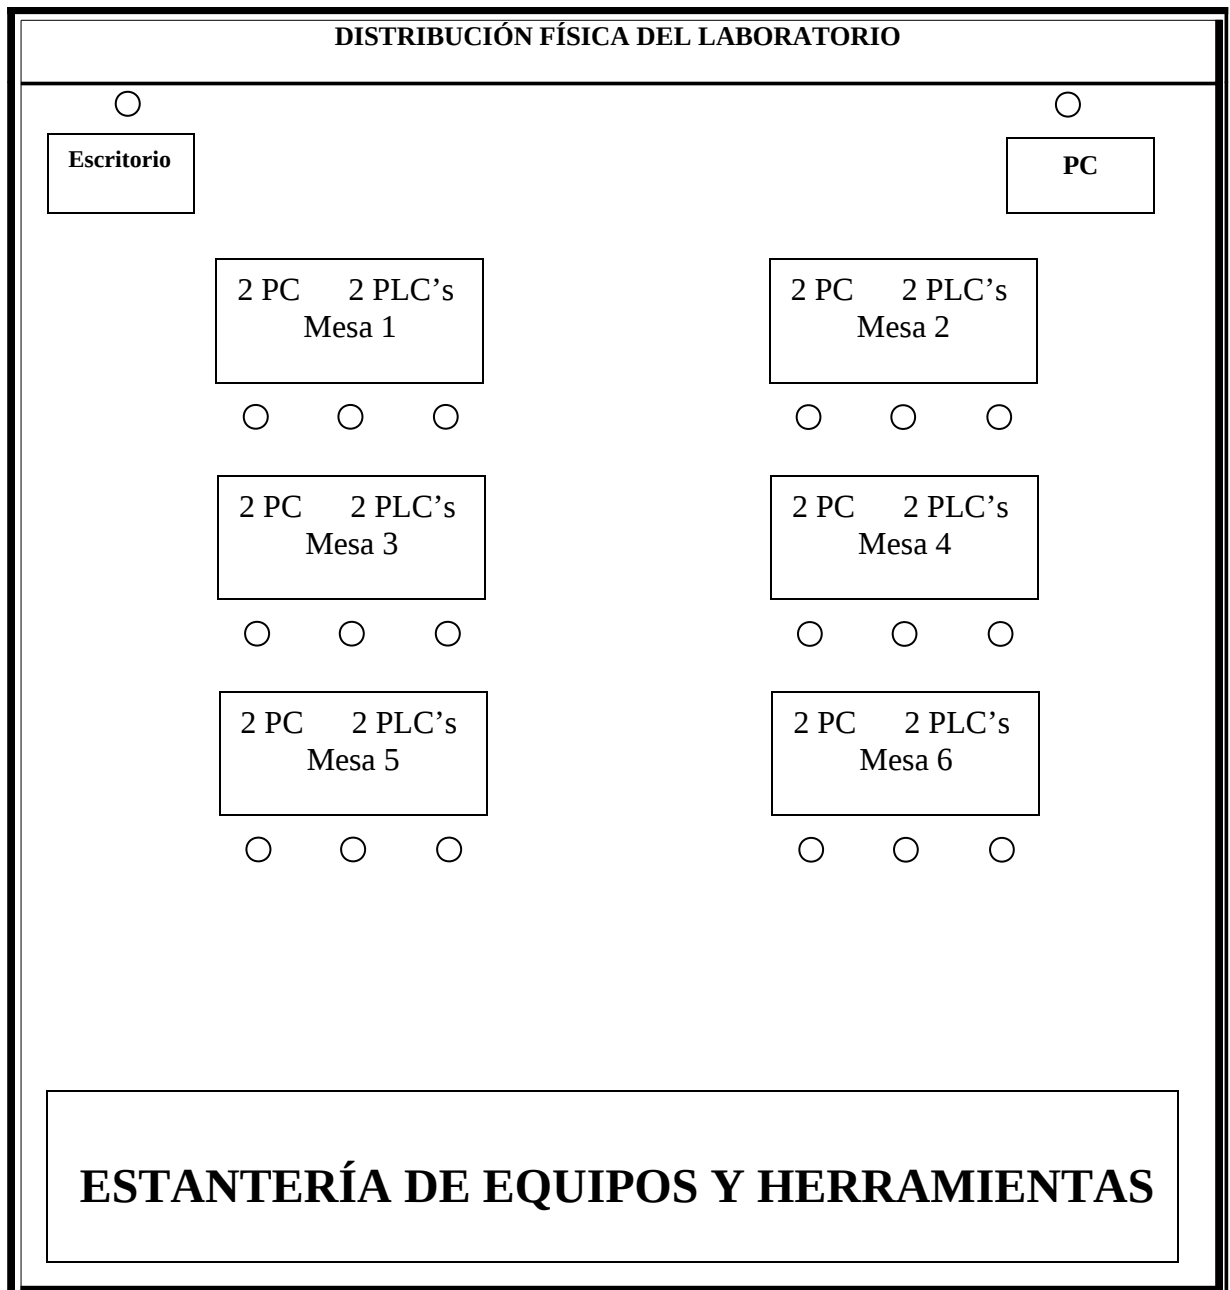 DISTRIBUCIÓN FÍSICA DEL LABORATORIO
Escritorio
PC
2 PC 2 PLC’s
Mesa 1
2 PC 2 PLC’s
Mesa 2
2 PC 2 PLC’s
Mesa 3
2 PC 2 PLC’s
Mesa 4
2 PC 2 PLC’s
Mesa 5
2 PC 2 PLC’s
Mesa 6
ESTANTERÍA DE EQUIPOS Y HERRAMIENTAS